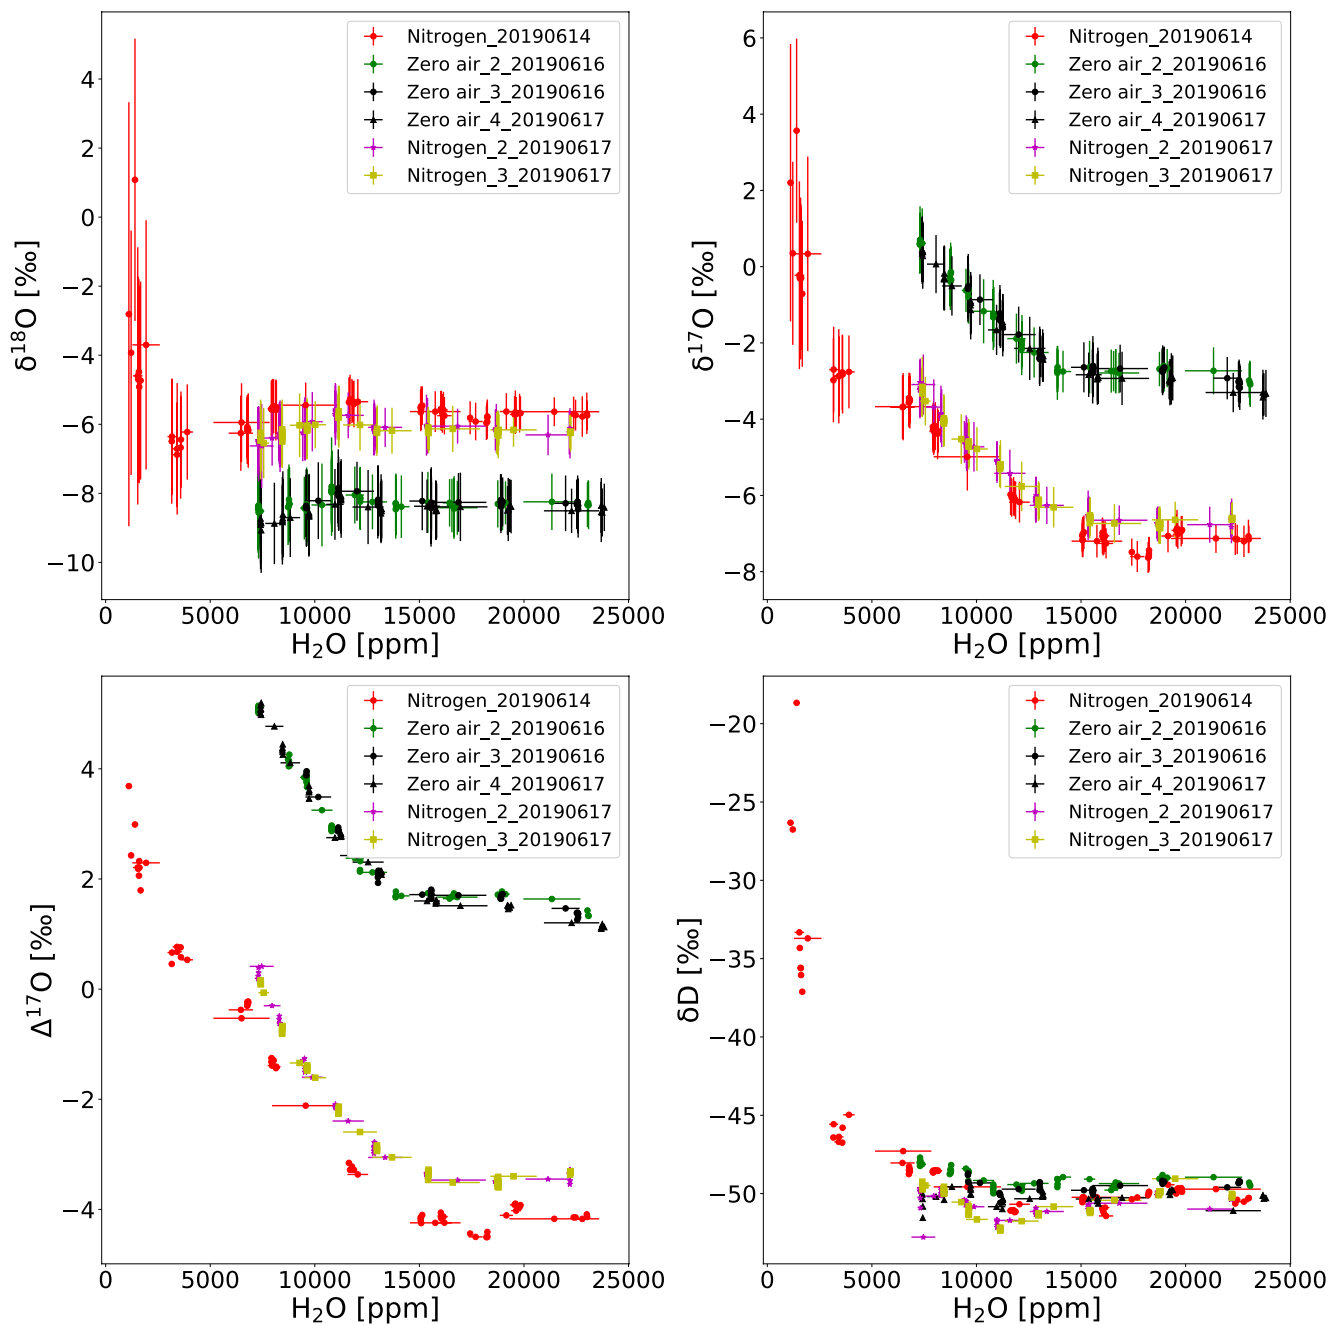 δ¹⁸O [‰]
4
2
0
−2
−4
−6
−8
−10
Nitrogen_20190614
Zero air_2_20190616
Zero air_3_20190616
Zero air_4_20190617
Nitrogen_2_20190617
Nitrogen_3_20190617
0 5000 10000 15000 20000 25000
H₂O [ppm]
δ¹⁷O [‰]
6
4
2
0
−2
−4
−6
−8
Nitrogen_20190614
Zero air_2_20190616
Zero air_3_20190616
Zero air_4_20190617
Nitrogen_2_20190617
Nitrogen_3_20190617
0 5000 10000 15000 20000 25000
H₂O [ppm]
Δ¹⁷O [‰]
4
2
0
−2
−4
Nitrogen_20190614
Zero air_2_20190616
Zero air_3_20190616
Zero air_4_20190617
Nitrogen_2_20190617
Nitrogen_3_20190617
0 5000 10000 15000 20000 25000
H₂O [ppm]
δD [‰]
−20
−25
−30
−35
−40
−45
−50
Nitrogen_20190614
Zero air_2_20190616
Zero air_3_20190616
Zero air_4_20190617
Nitrogen_2_20190617
Nitrogen_3_20190617
0 5000 10000 15000 20000 25000
H₂O [ppm]